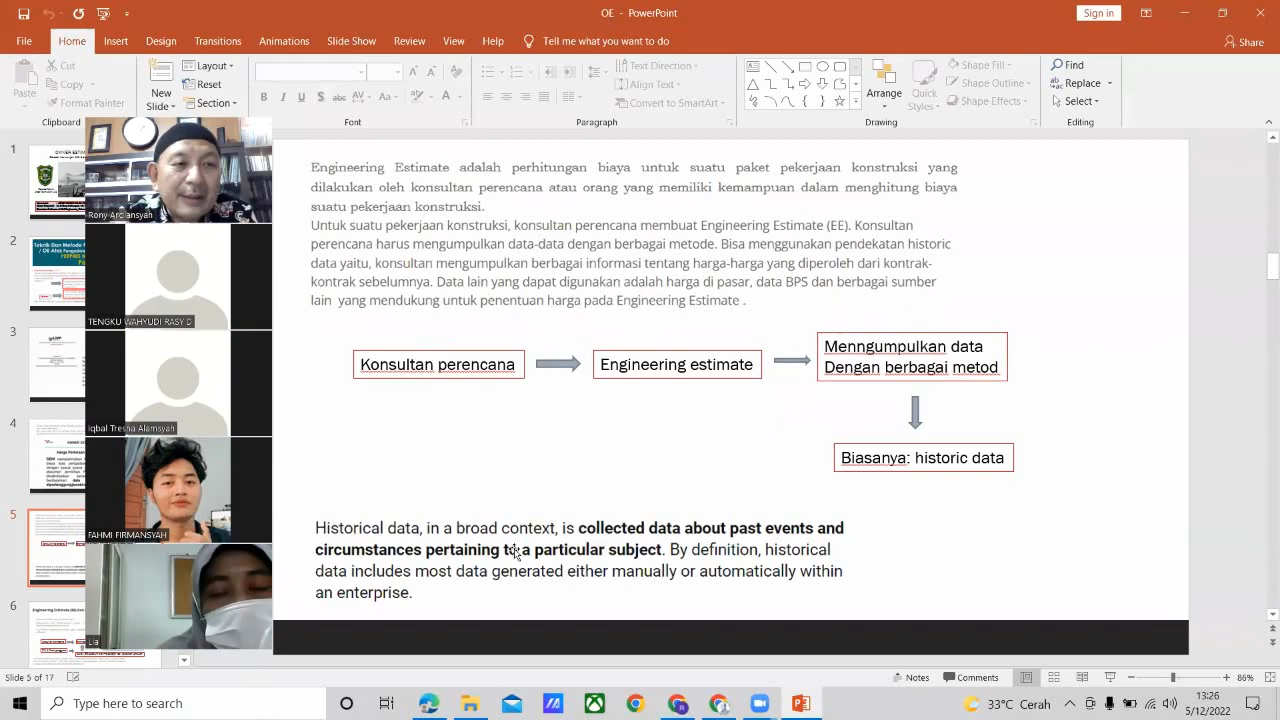 OE - PowerPoint
Sign in
File Home Insert Design Transitions Animations Slide Show Review View Help Tell me what you want to do
Share
Paste
Cut
Copy
Format Painter
Clipboard
New Slide
Layout
Reset
Section
Slides
Font
Paragraph
Text Direction
Align Text
Convert to SmartArt
Arrange
Quick Styles
Shape Fill
Shape Outline
Shape Effects
Drawing
Find
Replace
Select
Editing
Rony Ardiansyah
TENGKU WAHYUDI RASY D
Iqbal Tresna Alamsyah
FAHMI FIRMANSYAH
Lia
4
5
6
Engineering Estimate adalah perhitungan biaya untuk suatu paket pekerjaan konstruksi yang
dilakukan oleh konsultan perencana atau orang yang memiliki kemampuan dalam menghitung biaya
suatu pekerjaan konstruksi.
Untuk suatu pekerjaan konstruksi, konsultan perencana membuat Engineering Estimate (EE). Konsultan
perencana harus mengumpulkan data-data dengan berbagai metode. Bisa menggunakan pendekatan historic
data yaitu, konsultan mengumpulkan berbagai informasi tentang harga-harga yang diperoleh dari kontrak-
kontrak sebelumnya. Data lain yang dapat digunakan adalah harga di pasar, data BPS dan berbagai sumber
lain yang mendukung untuk penentuan harga pada Engineering Estimate .
Konsultan perencana
Engineering estimate
Menngumpulkan data
Dengan berbagai metod
Biasanya: historic data
Historical data, in a broad context, is collected data about past events and
circumstances pertaining to a particular subject. By definition, historical
data includes most data generated either manually or automatically within
an enterprise.
Slide 5 of 17
Notes
Comments
86%
Type here to search
33°C Cerah
13:26
5/12/2022